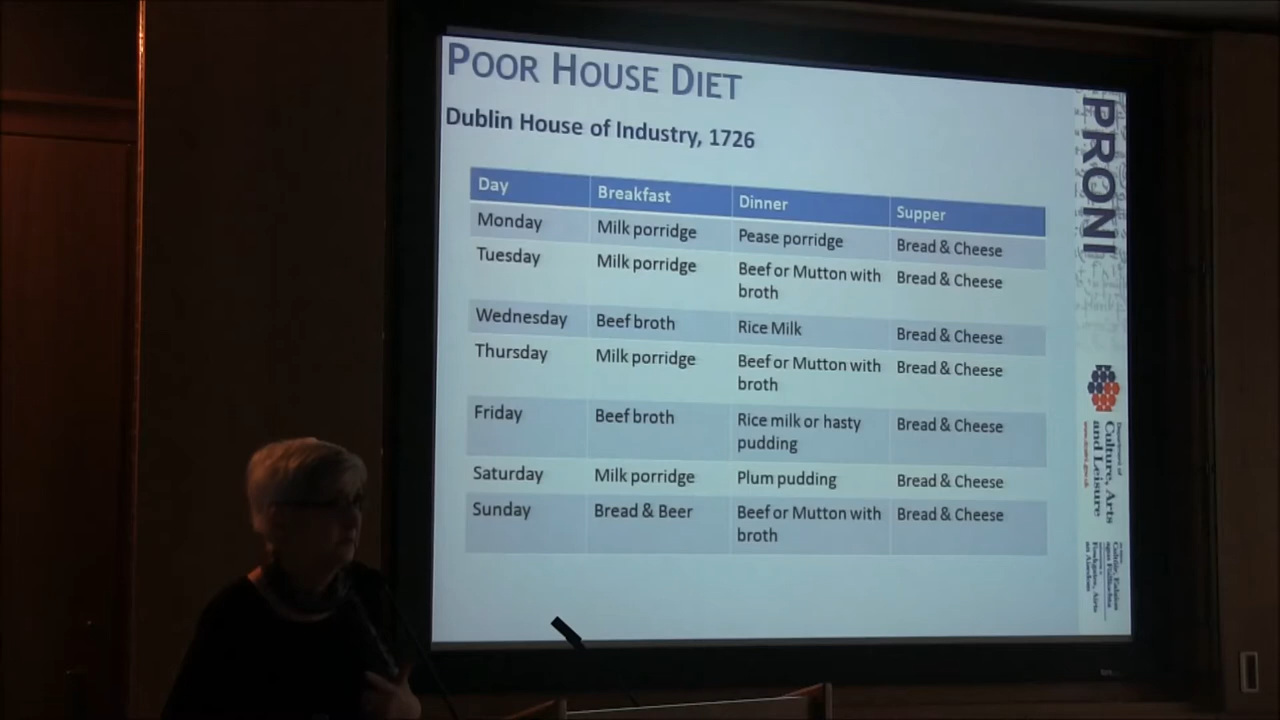 POOR HOUSE DIET
Dublin House of Industry, 1726
Day Breakfast Dinner Supper
Monday Milk porridge Pease porridge Bread & Cheese
Tuesday Milk porridge Beef or Mutton with broth Bread & Cheese
Wednesday Beef broth Rice Milk Bread & Cheese
Thursday Milk porridge Beef or Mutton with broth Bread & Cheese
Friday Beef broth Rice milk or hasty pudding Bread & Cheese
Saturday Milk porridge Plum pudding Bread & Cheese
Sunday Bread & Beer Beef or Mutton with broth Bread & Cheese
PRONI
Department of
Culture, Arts
and Leisure